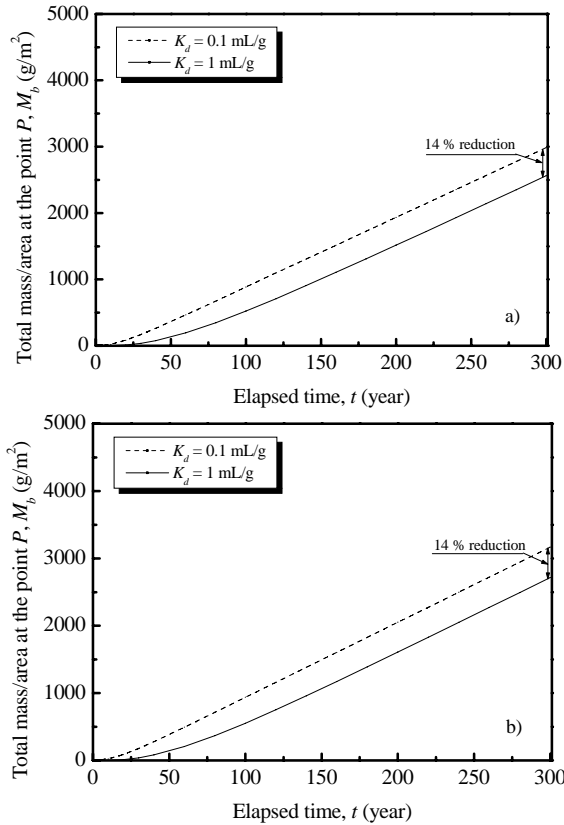 5000
4000
3000
2000
1000
0
Total mass/area at the point P, M_b (g/m²)
K_d = 0.1 mL/g
K_d = 1 mL/g
14 % reduction
a)
0 50 100 150 200 250 300
Elapsed time, t (year)
5000
4000
3000
2000
1000
0
Total mass/area at the point P, M_b (g/m²)
K_d = 0.1 mL/g
K_d = 1 mL/g
14 % reduction
b)
0 50 100 150 200 250 300
Elapsed time, t (year)